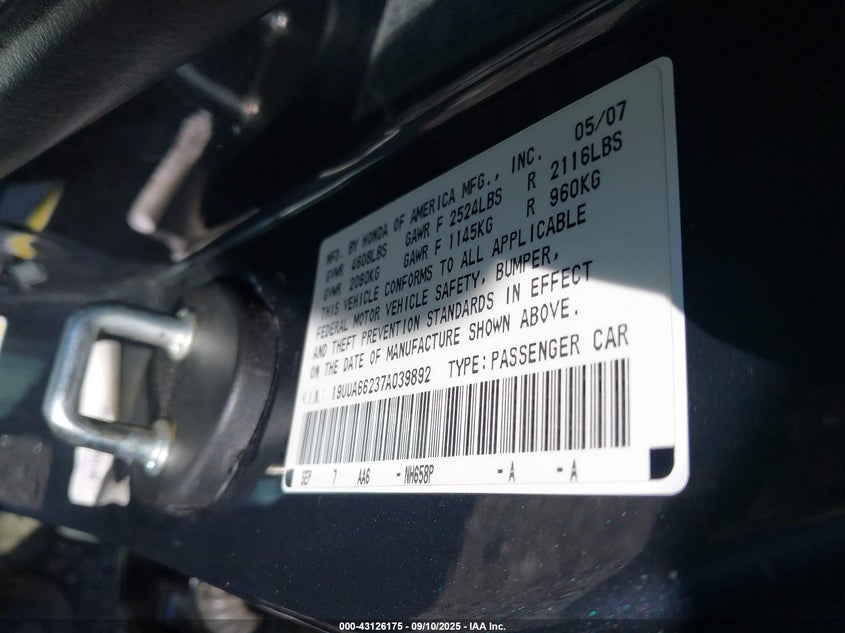 MFD. BY HONDA OF AMERICA MFG., INC. 05/07
GVWR 4608LBS GAWR F 2524LBS R 2116LBS
GVWR 2090KG GAWR F 1145KG R 960KG
THIS VEHICLE CONFORMS TO ALL APPLICABLE
FEDERAL MOTOR VEHICLE SAFETY, BUMPER,
AND THEFT PREVENTION STANDARDS IN EFFECT
ON THE DATE OF MANUFACTURE SHOWN ABOVE.
V.I.N.: 19UUA66237A039892 TYPE: PASSENGER CAR
SEP 7 AA6 - NH658P - A - A
000-43126175 - 09/10/2025 - IAA Inc.